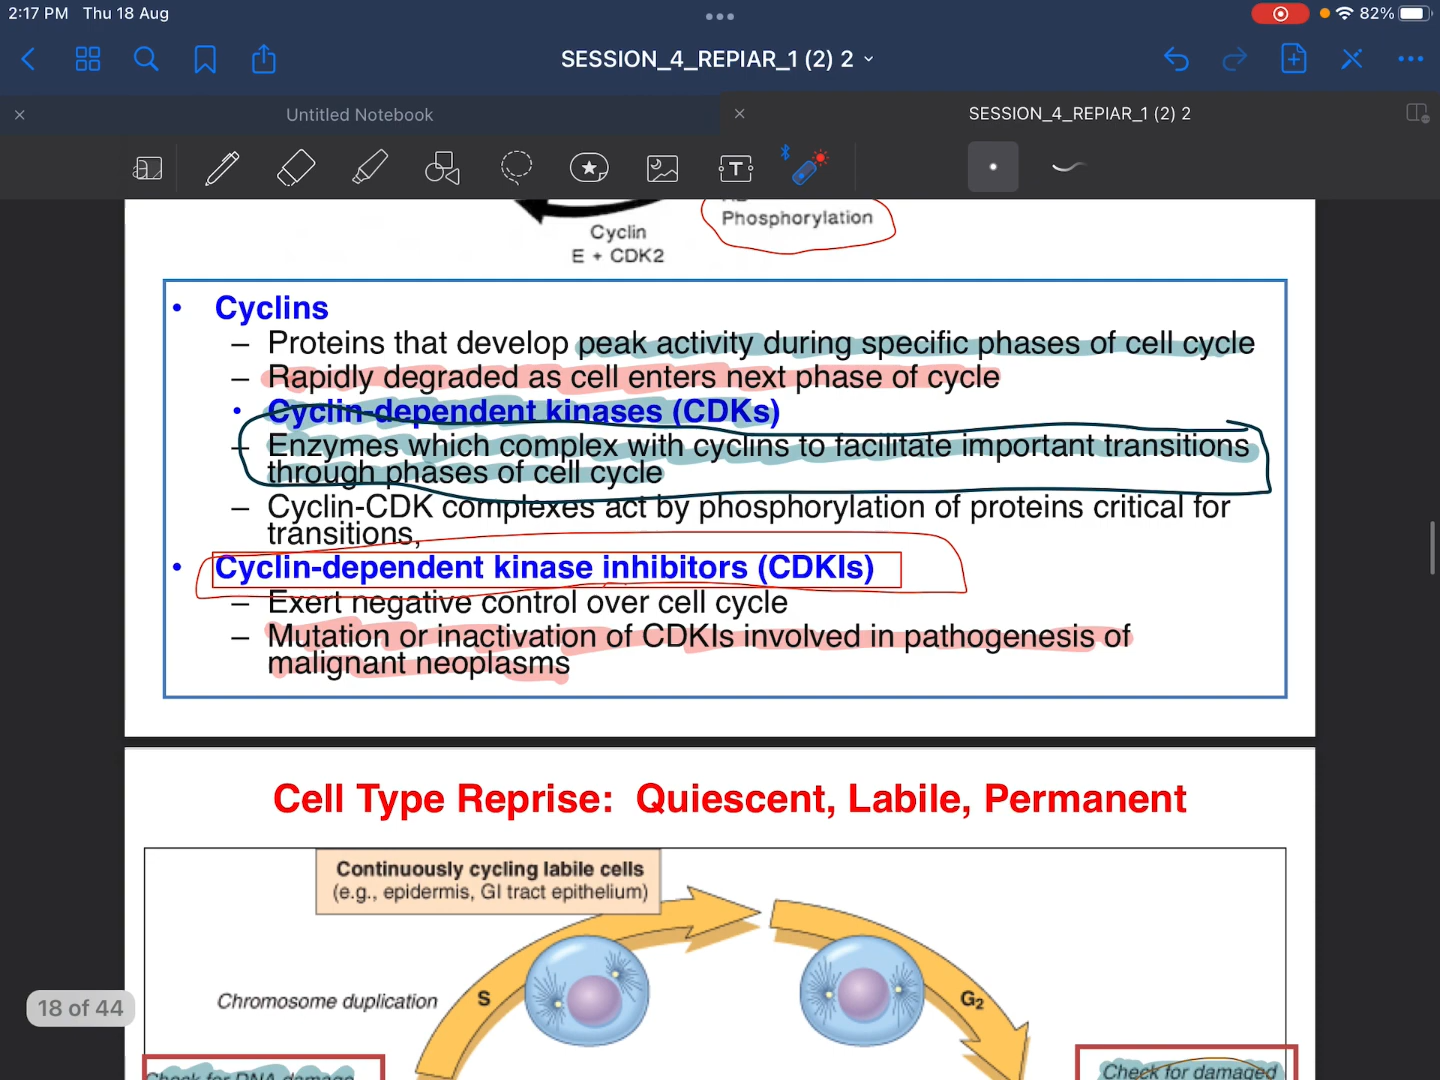 2:17 PM Thu 18 Aug
82%
SESSION_4_REPIAR_1 (2) 2
Untitled Notebook
SESSION_4_REPIAR_1 (2) 2
a
T
Phosphorylation
Cyclin
E + CDK2
• Cyclins
– Proteins that develop peak activity during specific phases of cell cycle
– Rapidly degraded as cell enters next phase of cycle
• Cyclin-dependent kinases (CDKs)
– Enzymes which complex with cyclins to facilitate important transitions
through phases of cell cycle
– Cyclin-CDK complexes act by phosphorylation of proteins critical for
transitions,
• Cyclin-dependent kinase inhibitors (CDKIs)
– Exert negative control over cell cycle
– Mutation or inactivation of CDKIs involved in pathogenesis of
malignant neoplasms
Cell Type Reprise: Quiescent, Labile, Permanent
Continuously cycling labile cells
(e.g., epidermis, GI tract epithelium)
Chromosome duplication
S
G2
18 of 44
Check for DNA damage
Check for damaged